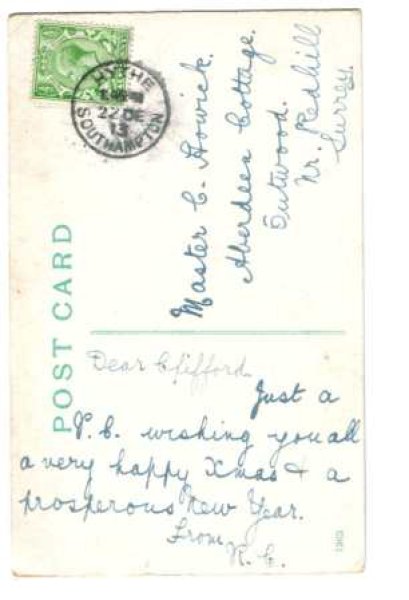 HYTHE
22 DE
13
SOUTHAMPTON
POST CARD
Master C. Howick.
Aberdeen Cottage.
Outwood.
Nr. Redhill
Surrey.
Dear Clifford.
Just a
P.C. wishing you all
a very happy Xmas & a
prosperous New Year.
From